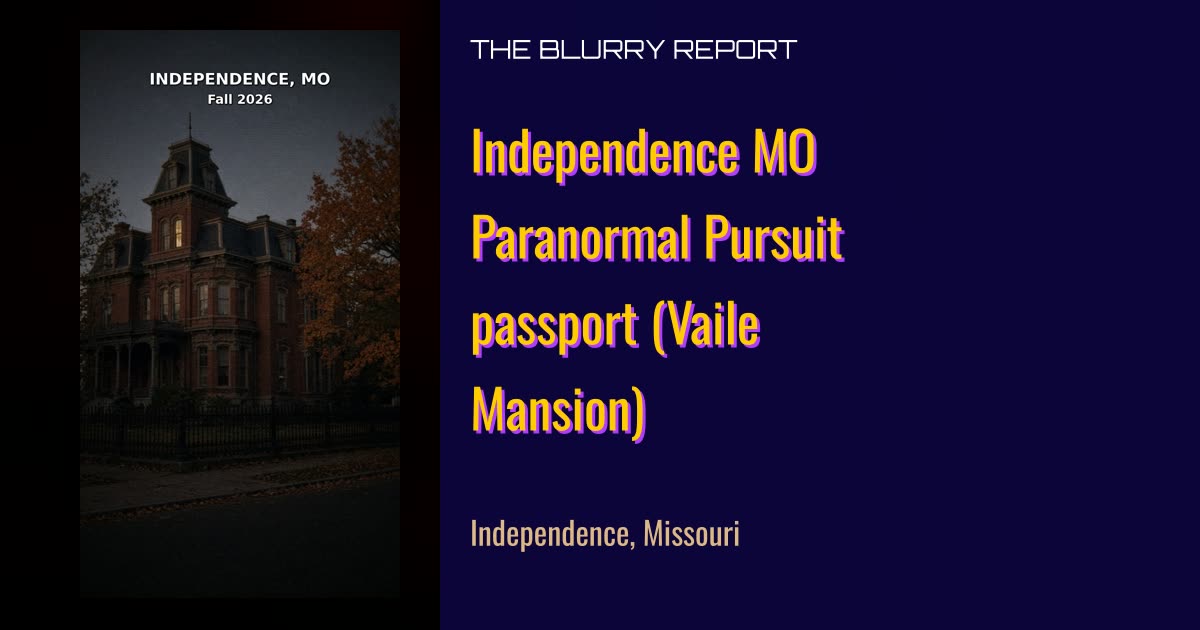 INDEPENDENCE, MO
Fall 2026
THE BLURRY REPORT
Independence MO
Paranormal Pursuit
passport (Vaile
Mansion)
Independence, Missouri